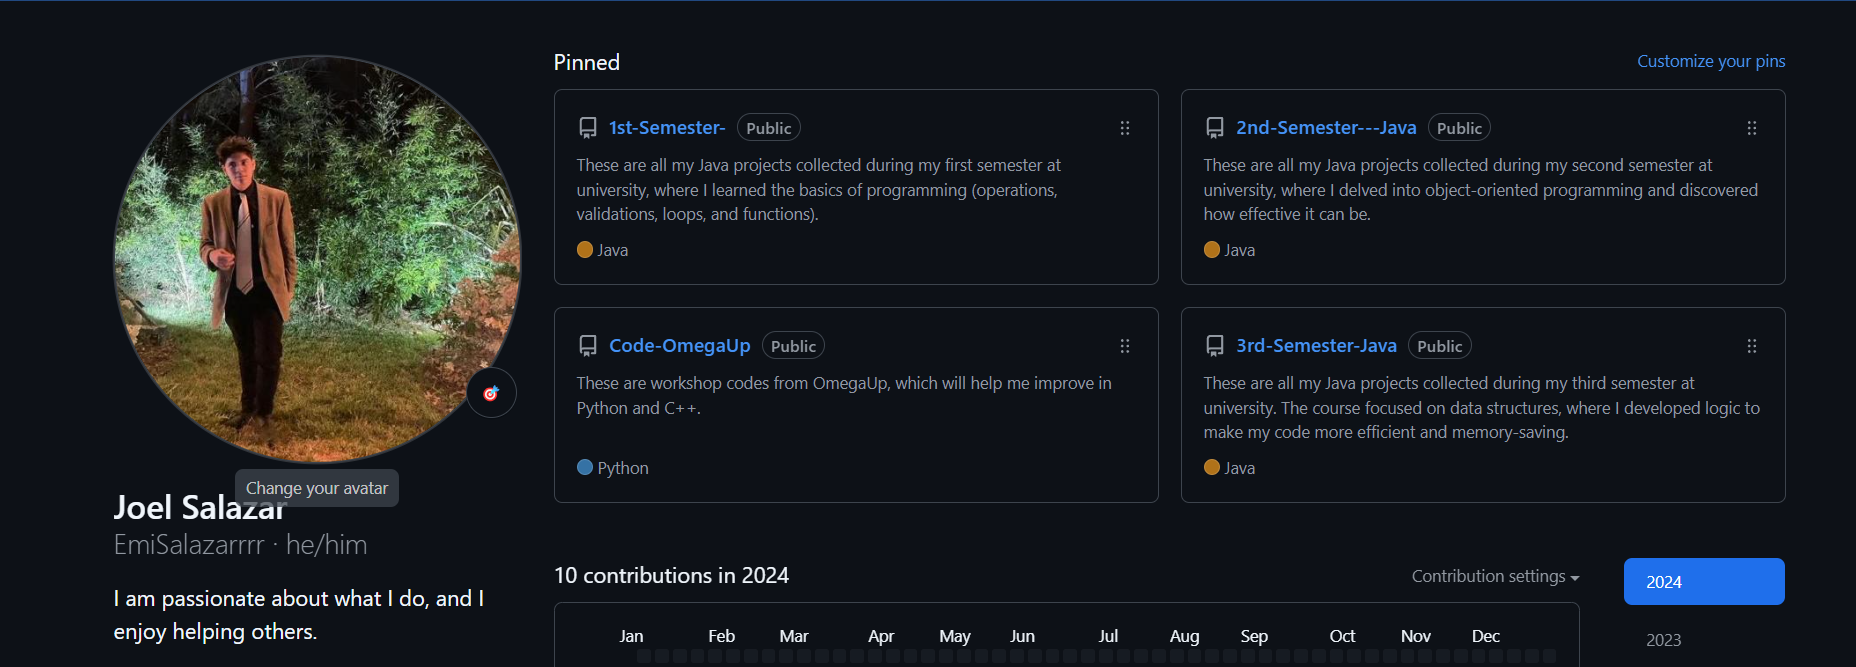 Pinned
Customize your pins
1st-Semester- Public
These are all my Java projects collected during my first semester at
university, where I learned the basics of programming (operations,
validations, loops, and functions).
Java
2nd-Semester---Java Public
These are all my Java projects collected during my second semester at
university, where I delved into object-oriented programming and discovered
how effective it can be.
Java
Code-OmegaUp Public
These are workshop codes from OmegaUp, which will help me improve in
Python and C++.
Python
3rd-Semester-Java Public
These are all my Java projects collected during my third semester at
university. The course focused on data structures, where I developed logic to
make my code more efficient and memory-saving.
Java
Change your avatar
Joel Salazar
EmiSalazarrrr · he/him
I am passionate about what I do, and I
enjoy helping others.
10 contributions in 2024
Contribution settings
2024
2023
Jan Feb Mar Apr May Jun Jul Aug Sep Oct Nov Dec